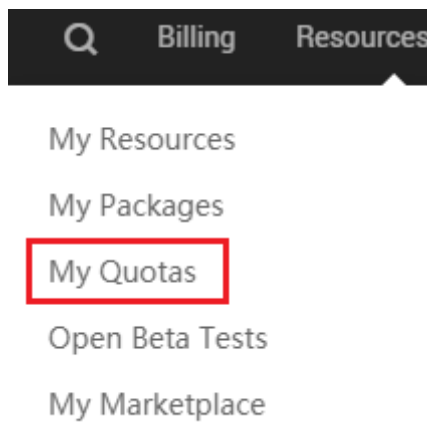 Billing Resources
My Resources
My Packages
My Quotas
Open Beta Tests
My Marketplace